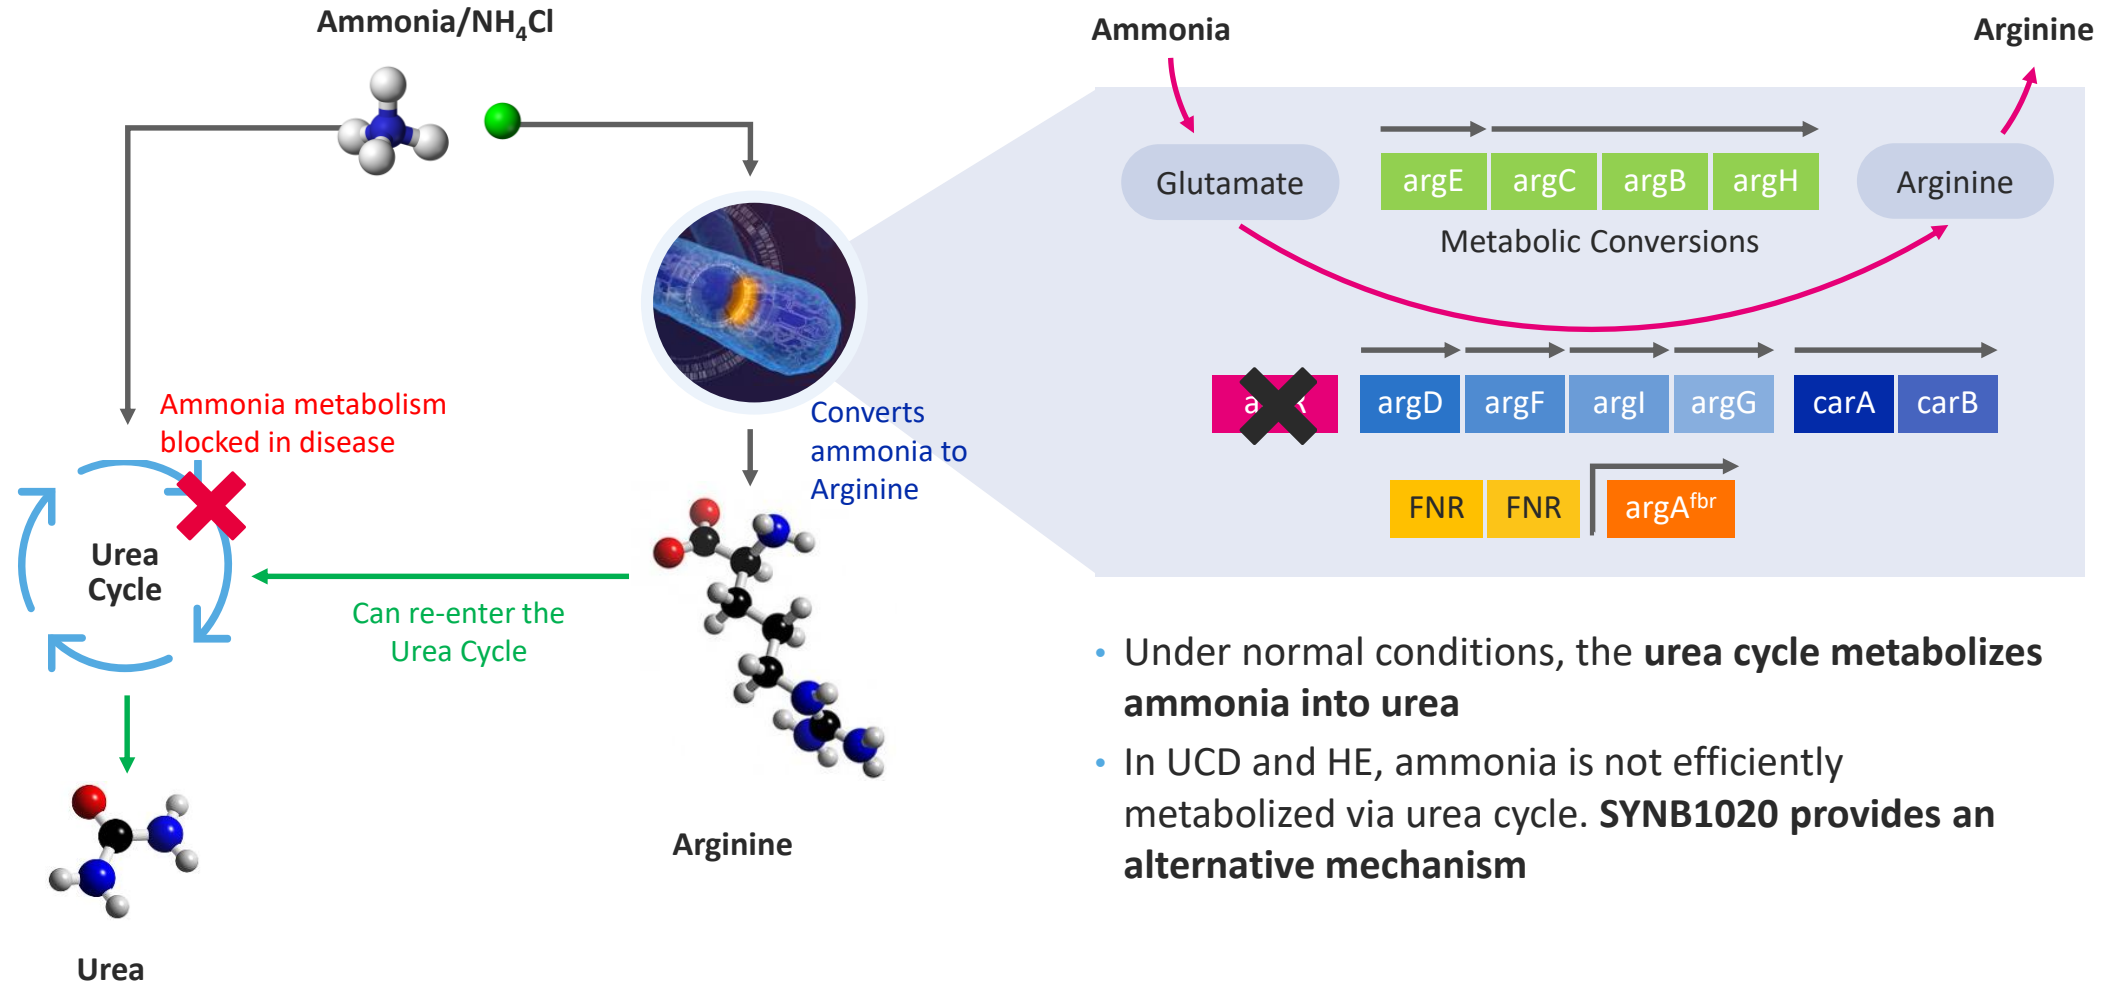 Ammonia/NH₄Cl
Ammonia metabolism
blocked in disease
Urea
Cycle
Can re-enter the
Urea Cycle
Converts
ammonia to
Arginine
Arginine
Urea
Ammonia
Arginine
Glutamate
argE argC argB argH
Arginine
Metabolic Conversions
argD argF argI argG carA carB
FNR FNR argAᶠᵇʳ
• Under normal conditions, the urea cycle metabolizes
ammonia into urea
• In UCD and HE, ammonia is not efficiently
metabolized via urea cycle. SYNB1020 provides an
alternative mechanism